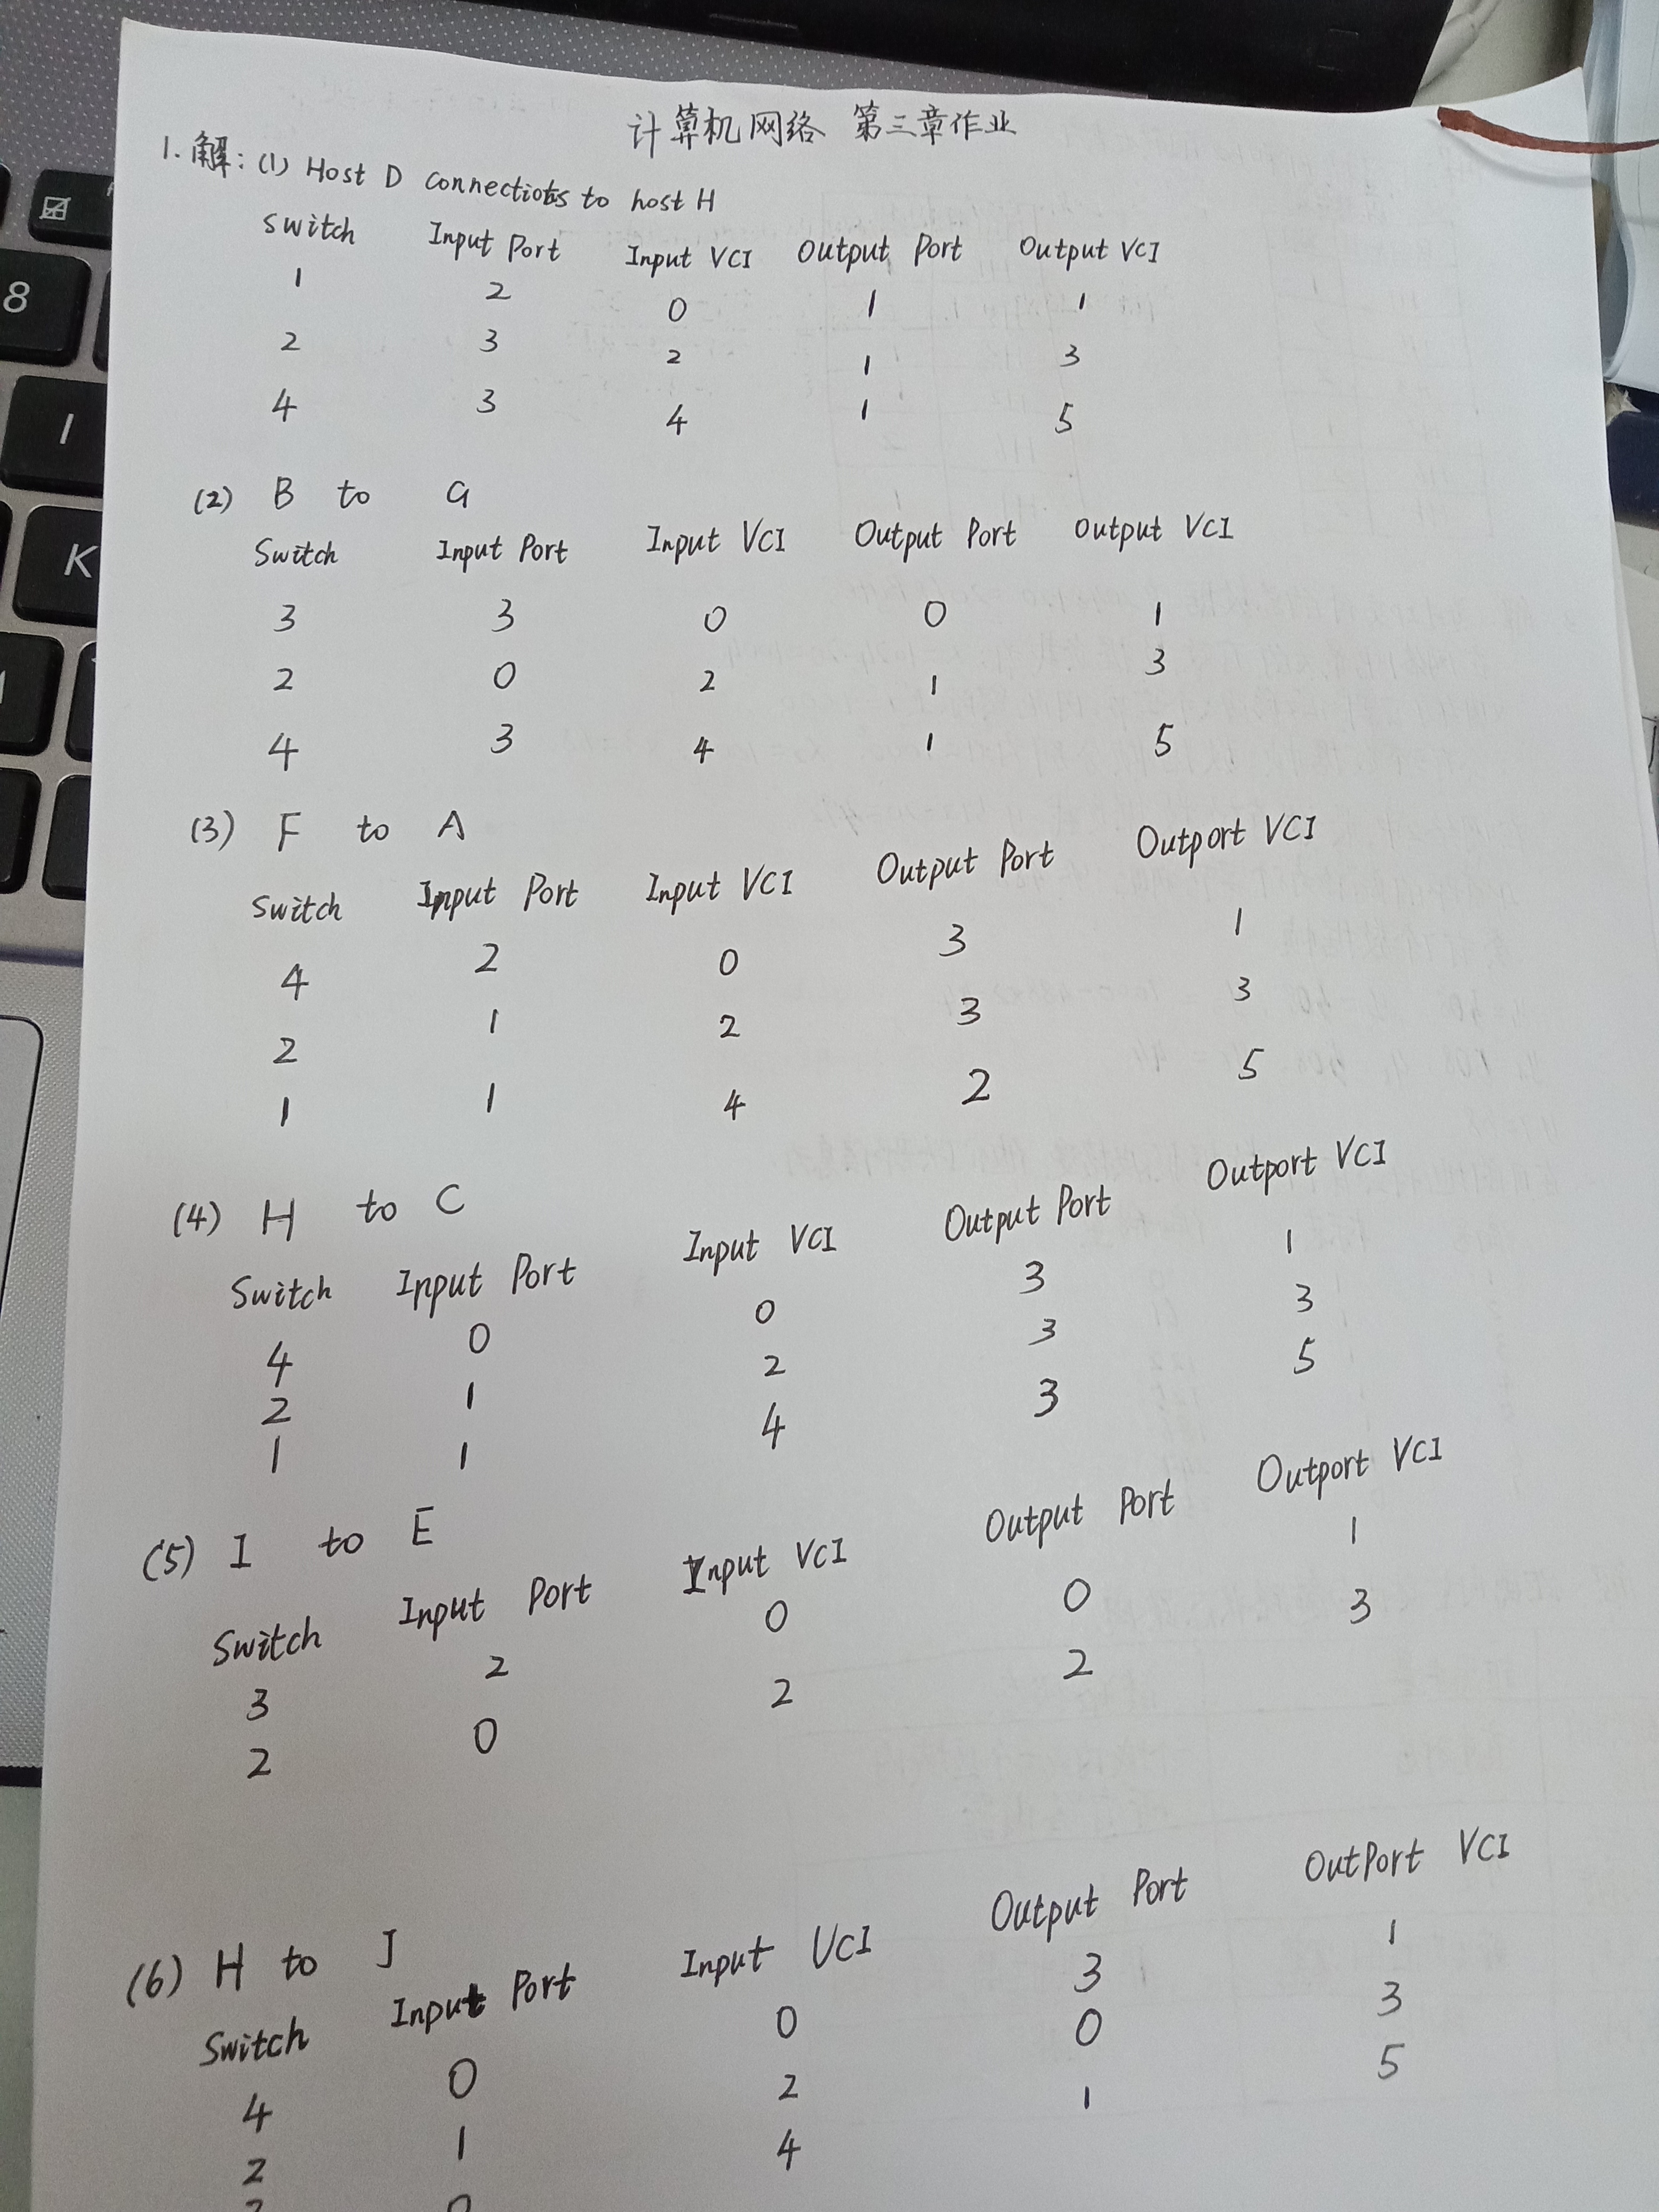 计算机网络 第三章作业
1.解:(1) Host D connections to host H
Switch Input Port Input VCI Output Port Output VCI
1 2 0 1 1
2 3 2 1 3
4 3 4 1 5
(2) B to G
Switch Input Port Input VCI Output Port Output VCI
3 3 0 0 1
2 0 2 1 3
4 3 4 1 5
(3) F to A
Switch Input Port Input VCI Output Port Outport VCI
4 2 0 3 1
2 1 2 3 3
1 1 4 2 5
(4) H to C
Switch Input Port Input VCI Output Port Outport VCI
4 0 0 3 1
2 1 2 3 3
1 1 4 3 5
(5) I to E
Switch Input Port Input VCI Output Port Outport VCI
3 2 0 0 1
2 0 2 2 3
(6) H to J
Switch Input Port Input VCI Output Port OutPort VCI
4 0 0 3 1
2 1 2 0 3
3 0 4 1 5
8
I
K